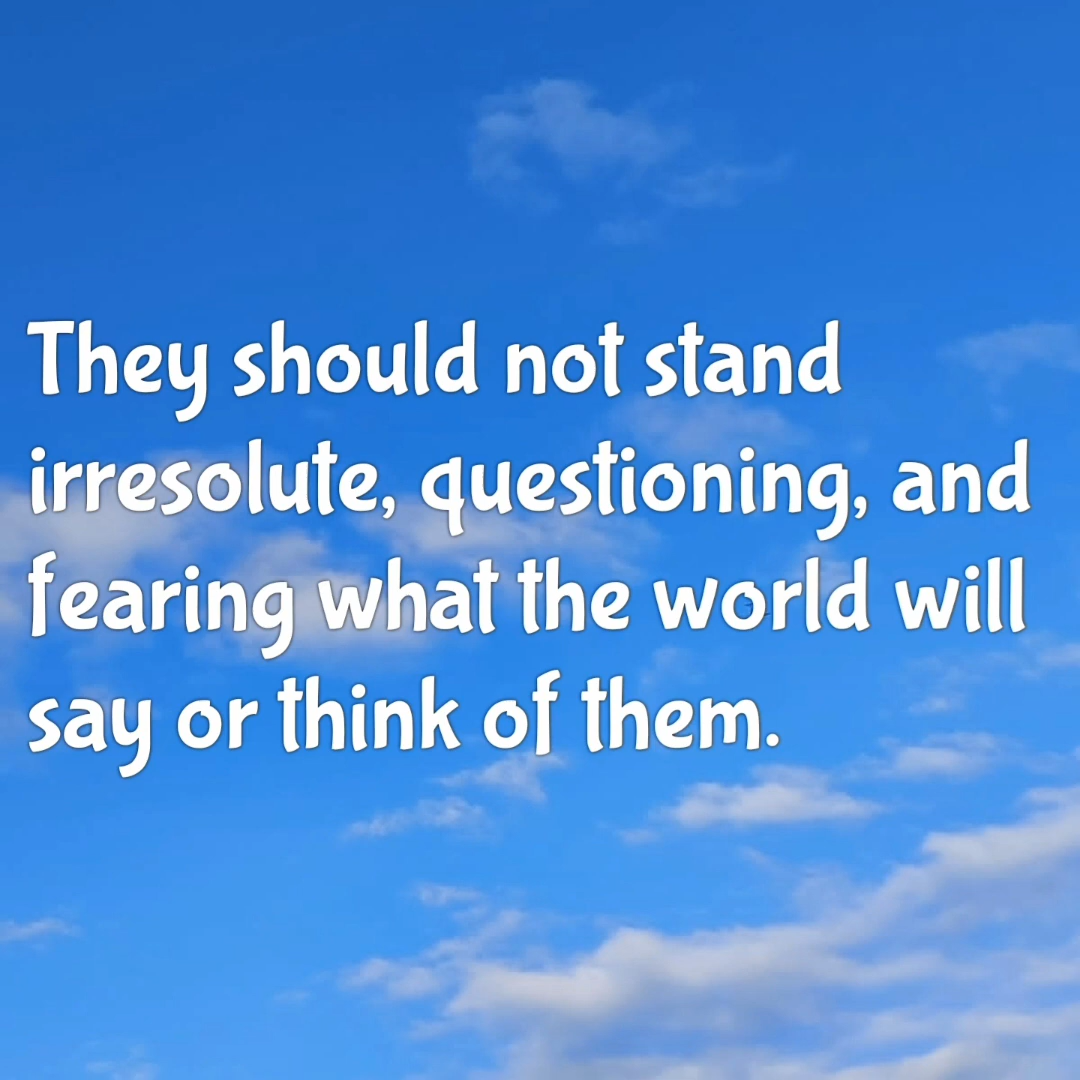 They should not stand
irresolute, questioning, and
fearing what the world will
say or think of them.